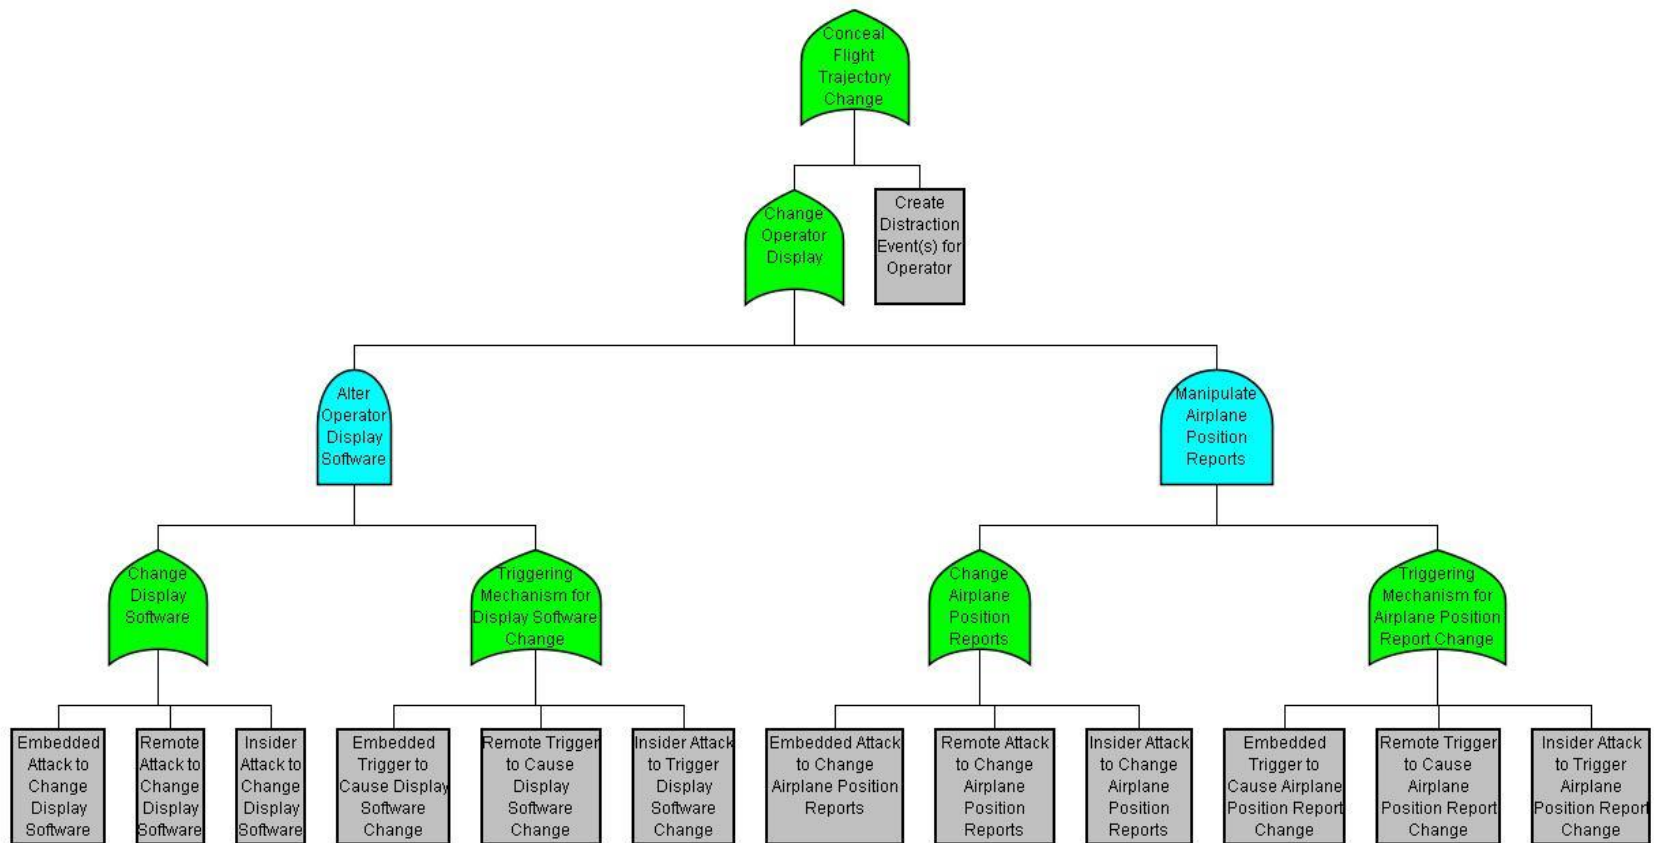 Conceal
Flight
Trajectory
Change
Change
Operator
Display
Create
Distraction
Event(s) for
Operator
Alter
Operator
Display
Software
Manipulate
Airplane
Position
Reports
Change
Display
Software
Triggering
Mechanism for
Display Software
Change
Change
Airplane
Position
Reports
Triggering
Mechanism for
Airplane Position
Report Change
Embedded
Attack to
Change
Display
Software
Remote
Attack to
Change
Display
Software
Insider
Attack to
Change
Display
Software
Embedded
Trigger to
Cause Display
Software
Change
Remote Trigger
to Cause
Display
Software
Change
Insider Attack
to Trigger
Display
Software
Change
Embedded Attack
to Change
Airplane Position
Reports
Remote Attack
to Change
Airplane
Position
Reports
Insider Attack
to Change
Airplane
Position
Reports
Embedded
Trigger to
Cause Airplane
Position Report
Change
Remote Trigger
to Cause
Airplane
Position Report
Change
Insider Attack
to Trigger
Airplane
Position Report
Change